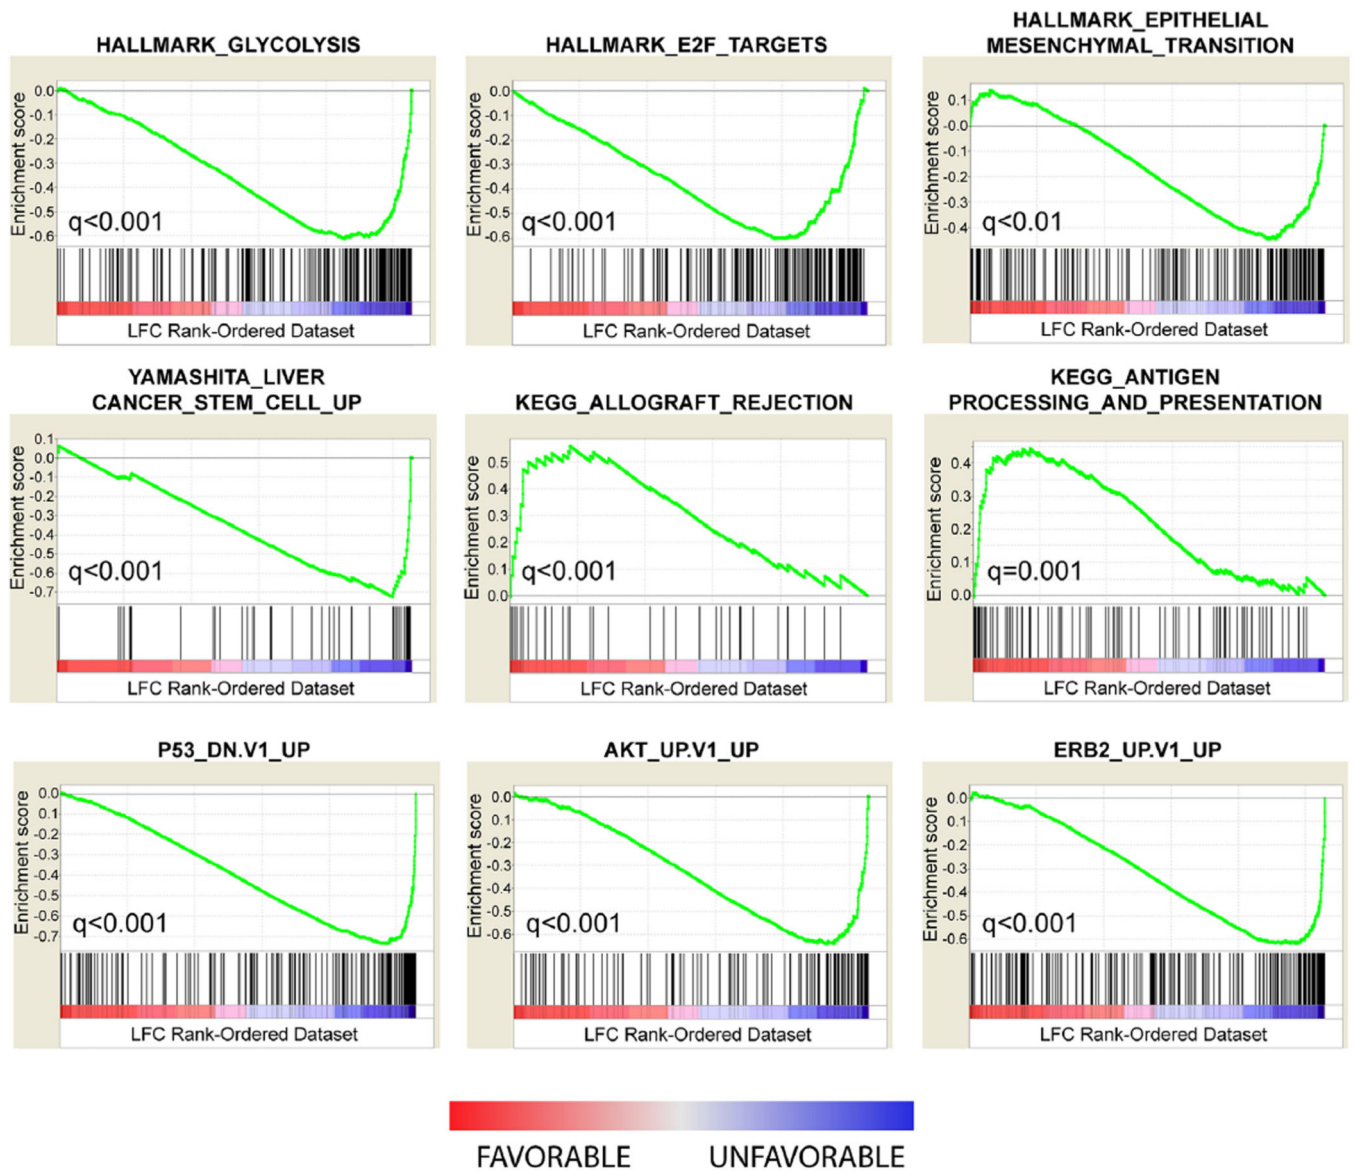 HALLMARK_GLYCOLYSIS
Enrichment score
0.0
-0.1
-0.2
-0.3
-0.4
-0.5
-0.6
q<0.001
LFC Rank-Ordered Dataset
HALLMARK_E2F_TARGETS
Enrichment score
0.0
-0.1
-0.2
-0.3
-0.4
-0.5
-0.6
q<0.001
LFC Rank-Ordered Dataset
HALLMARK_EPITHELIAL
MESENCHYMAL_TRANSITION
Enrichment score
0.1
-0.0
-0.1
-0.2
-0.3
-0.4
q<0.01
LFC Rank-Ordered Dataset
YAMASHITA_LIVER
CANCER_STEM_CELL_UP
Enrichment score
0.1
0.0
-0.1
-0.2
-0.3
-0.4
-0.5
-0.6
-0.7
q<0.001
LFC Rank-Ordered Dataset
KEGG_ALLOGRAFT_REJECTION
Enrichment score
0.5
0.4
0.3
0.2
0.1
0.0
q<0.001
LFC Rank-Ordered Dataset
KEGG_ANTIGEN
PROCESSING_AND_PRESENTATION
Enrichment score
0.4
0.3
0.2
0.1
0.0
q=0.001
LFC Rank-Ordered Dataset
P53_DN.V1_UP
Enrichment score
0.0
0.1
-0.2
-0.3
-0.4
-0.5
-0.6
-0.7
q<0.001
LFC Rank-Ordered Dataset
AKT_UP.V1_UP
Enrichment score
0.0
0.1
-0.2
-0.3
-0.4
-0.5
-0.6
q<0.001
LFC Rank-Ordered Dataset
ERB2_UP.V1_UP
Enrichment score
0.0
0.1
-0.2
-0.3
-0.4
-0.5
-0.6
q<0.001
LFC Rank-Ordered Dataset
FAVORABLE UNFAVORABLE